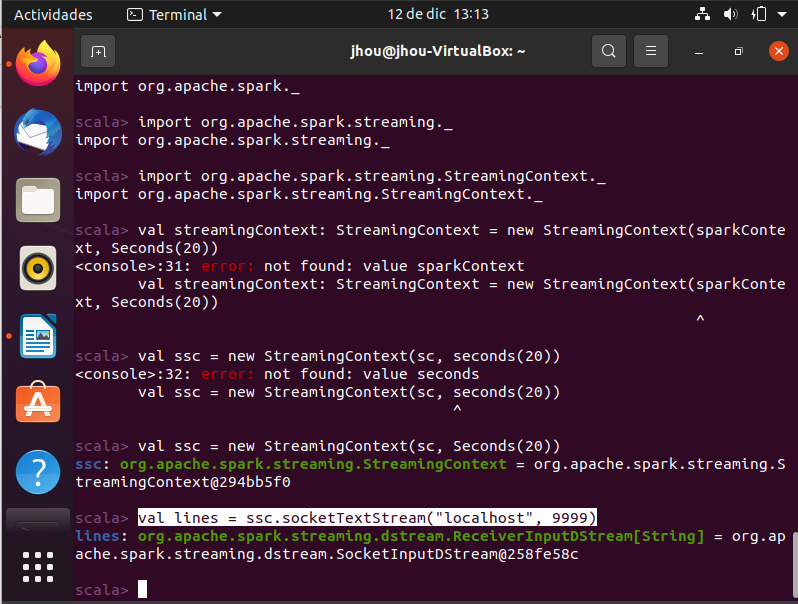 Actividades
Terminal
12 de dic 13:13
jhou@jhou-VirtualBox: ~
import org.apache.spark._
scala> import org.apache.spark.streaming._
import org.apache.spark.streaming._
scala> import org.apache.spark.streaming.StreamingContext._
import org.apache.spark.streaming.StreamingContext._
scala> val streamingContext: StreamingContext = new StreamingContext(sparkConte
xt, Seconds(20))
<console>:31: error: not found: value sparkContext
       val streamingContext: StreamingContext = new StreamingContext(sparkConte
xt, Seconds(20))
^
scala> val ssc = new StreamingContext(sc, seconds(20))
<console>:32: error: not found: value seconds
       val ssc = new StreamingContext(sc, seconds(20))
^
scala> val ssc = new StreamingContext(sc, Seconds(20))
ssc: org.apache.spark.streaming.StreamingContext = org.apache.spark.streaming.S
treamingContext@294bb5f0
scala> val lines = ssc.socketTextStream("localhost", 9999)
lines: org.apache.spark.streaming.dstream.ReceiverInputDStream[String] = org.ap
ache.spark.streaming.dstream.SocketInputDStream@258fe58c
scala>